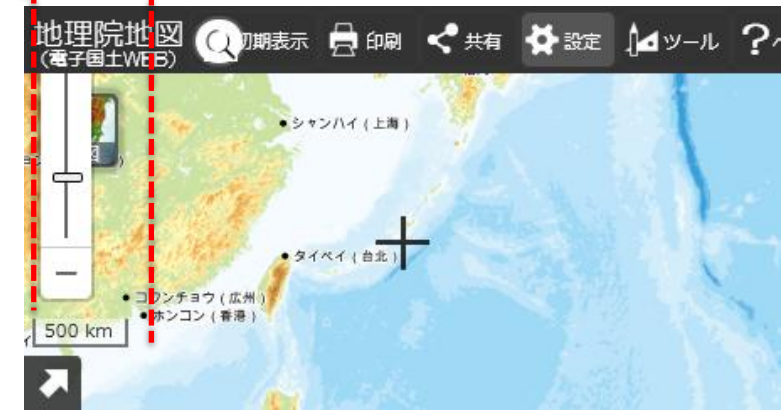 地理院地図
(電子国土WEB)
初期表示 印刷 共有 設定 ツール ?
シャンハイ(上海)
図
タイペイ(台北)
コワンチョウ(広州)
ホンコン(香港)
500 km